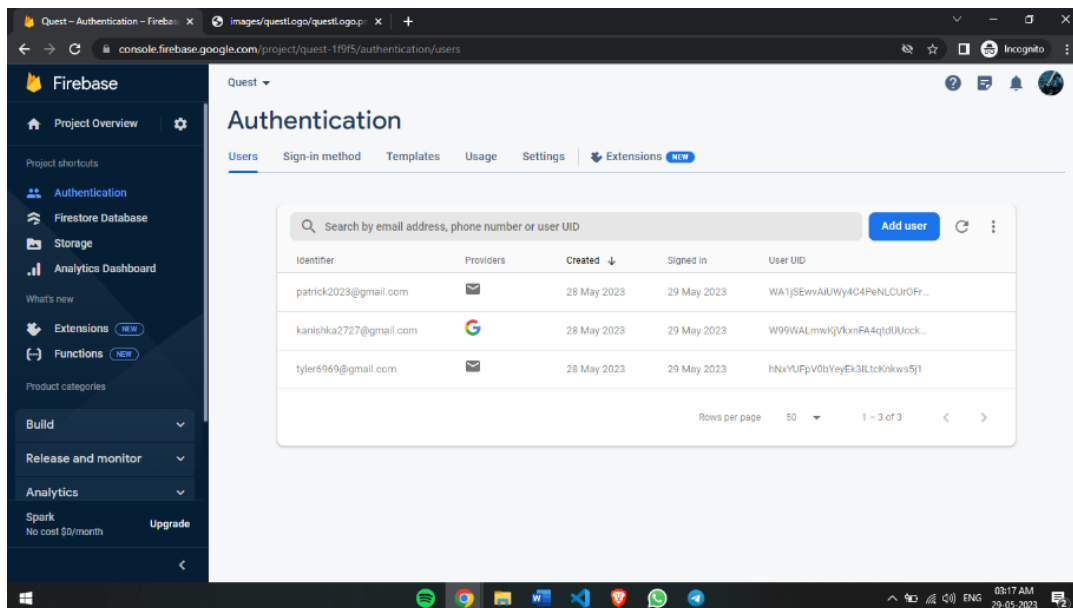 Quest – Authentication – Fireba
images/questLogo/questLogo.p
console.firebase.google.com/project/quest-1f9f5/authentication/users
Incognito
Firebase
Quest
Project Overview
Authentication
Users Sign-in method Templates Usage Settings Extensions NEW
Project shortcuts
Authentication
Firestore Database
Storage
Analytics Dashboard
What's new
Extensions NEW
Functions NEW
Product categories
Build
Release and monitor
Analytics
Spark
No cost $0/month
Upgrade
Search by email address, phone number or user UID
Add user
Identifier Providers Created Signed in User UID
patrick2023@gmail.com 28 May 2023 29 May 2023
kanishka2727@gmail.com 28 May 2023 29 May 2023
tyler6969@gmail.com 28 May 2023 29 May 2023
Rows per page 50 1 – 3 of 3
ENG
03:17 AM
29-05-2023